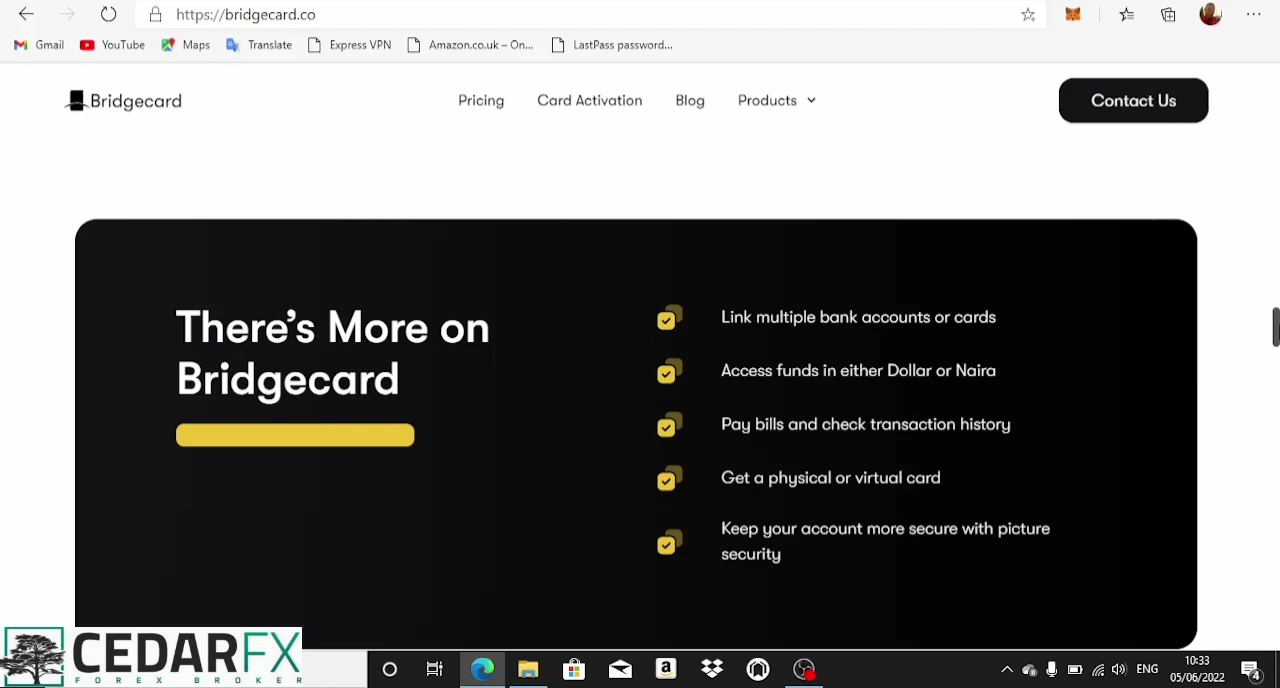 https://bridgecard.co
Gmail YouTube Maps Translate Express VPN Amazon.co.uk – On... LastPass password...
Bridgecard Pricing Card Activation Blog Products Contact Us
There's More on
Bridgecard
Link multiple bank accounts or cards
Access funds in either Dollar or Naira
Pay bills and check transaction history
Get a physical or virtual card
Keep your account more secure with picture
security
CEDARFX
FOREX BROKER
ENG
10:33
05/06/2022
4